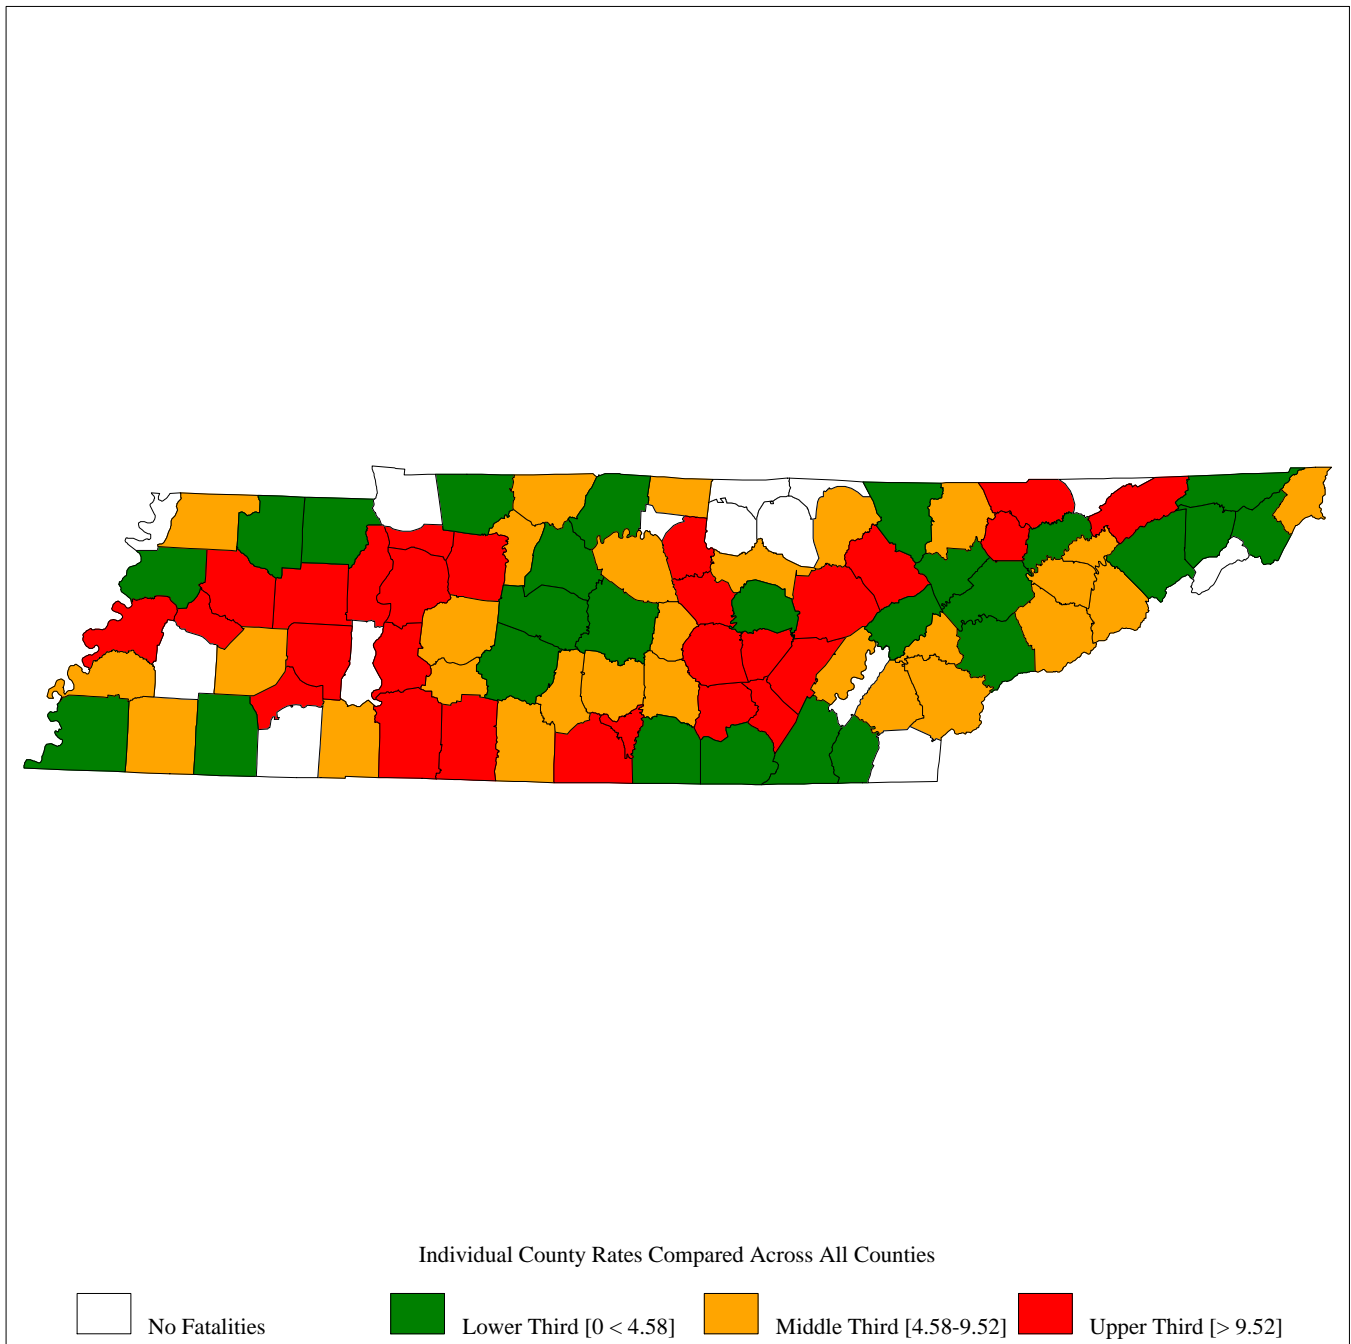 Individual County Rates Compared Across All Counties
No Fatalities Lower Third [0 < 4.58] Middle Third [4.58-9.52] Upper Third [> 9.52]